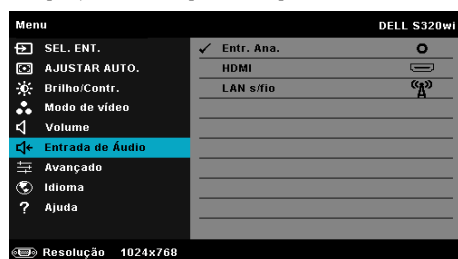 Menu DELL S320wi
SEL. ENT.
AJUSTAR AUTO.
Brilho/Contr.
Modo de vídeo
Volume
Entrada de Áudio
Avançado
Idioma
? Ajuda
Entr. Ana.
HDMI
LAN s/fio
Resolução 1024x768